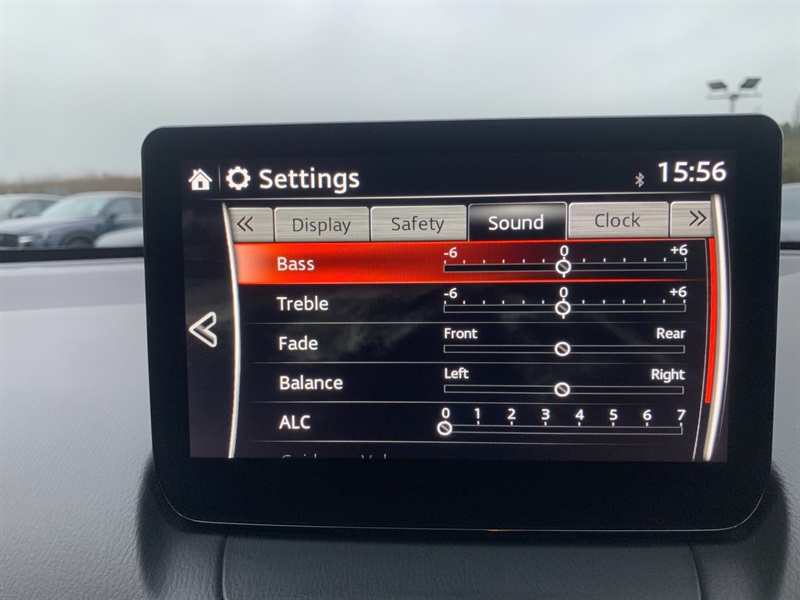 Settings 15:56
Display Safety Sound Clock
Bass -6 0 +6
Treble -6 0 +6
Fade Front Rear
Balance Left Right
ALC 0 1 2 3 4 5 6 7